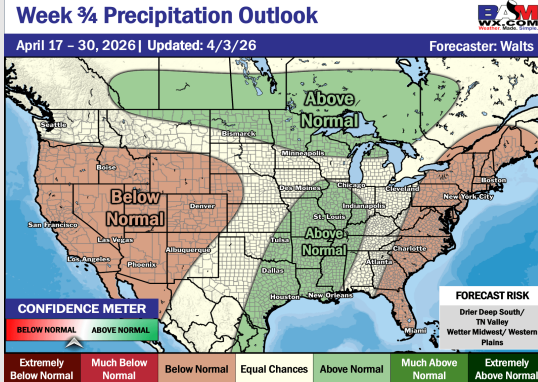 Week ¾ Precipitation Outlook
BAM
WX.COM
Weather. Made. Simple.
April 17 – 30, 2026 | Updated: 4/3/26
Forecaster: Walts
Above
Normal
Seattle
Bismarck
Minneapolis
Boise
Boston
Des Moines
Chicago
Cleveland
New York City
Below
Normal
Denver
Indianapolis
St. Louis
San Francisco
Above
Normal
Las Vegas
Tulsa
Charlotte
Albuquerque
Los Angeles
Phoenix
Atlanta
Dallas
Houston
New Orleans
Miami
CONFIDENCE METER
BELOW NORMAL
ABOVE NORMAL
FORECAST RISK
Drier Deep South/
TN Valley
Wetter Midwest/ Western
Plains
Extremely
Below Normal
Much Below
Normal
Below Normal
Equal Chances
Above Normal
Much Above
Normal
Extremely
Above Normal